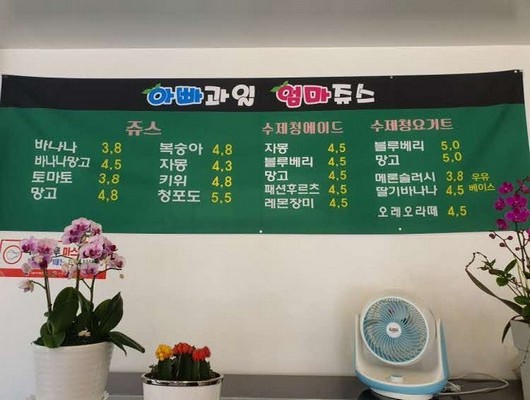 아빠과일 엄마쥬스
쥬스
바나나 3,8
바나나망고 4.5
토마토 3,8
망고 4,8
복숭아 4,8
자몽 4,3
키위 4,8
청포도 5,5
수제청에이드
자몽 4,5
블루베리 4,5
망고 4,5
패션후르츠 4,5
레몬장미 4,5
수제청요기트
블루베리 5,0
망고 5,0
메론슬러시 3,8 우유
딸기바나나 4,5 베이스
오레오라떼 4,5